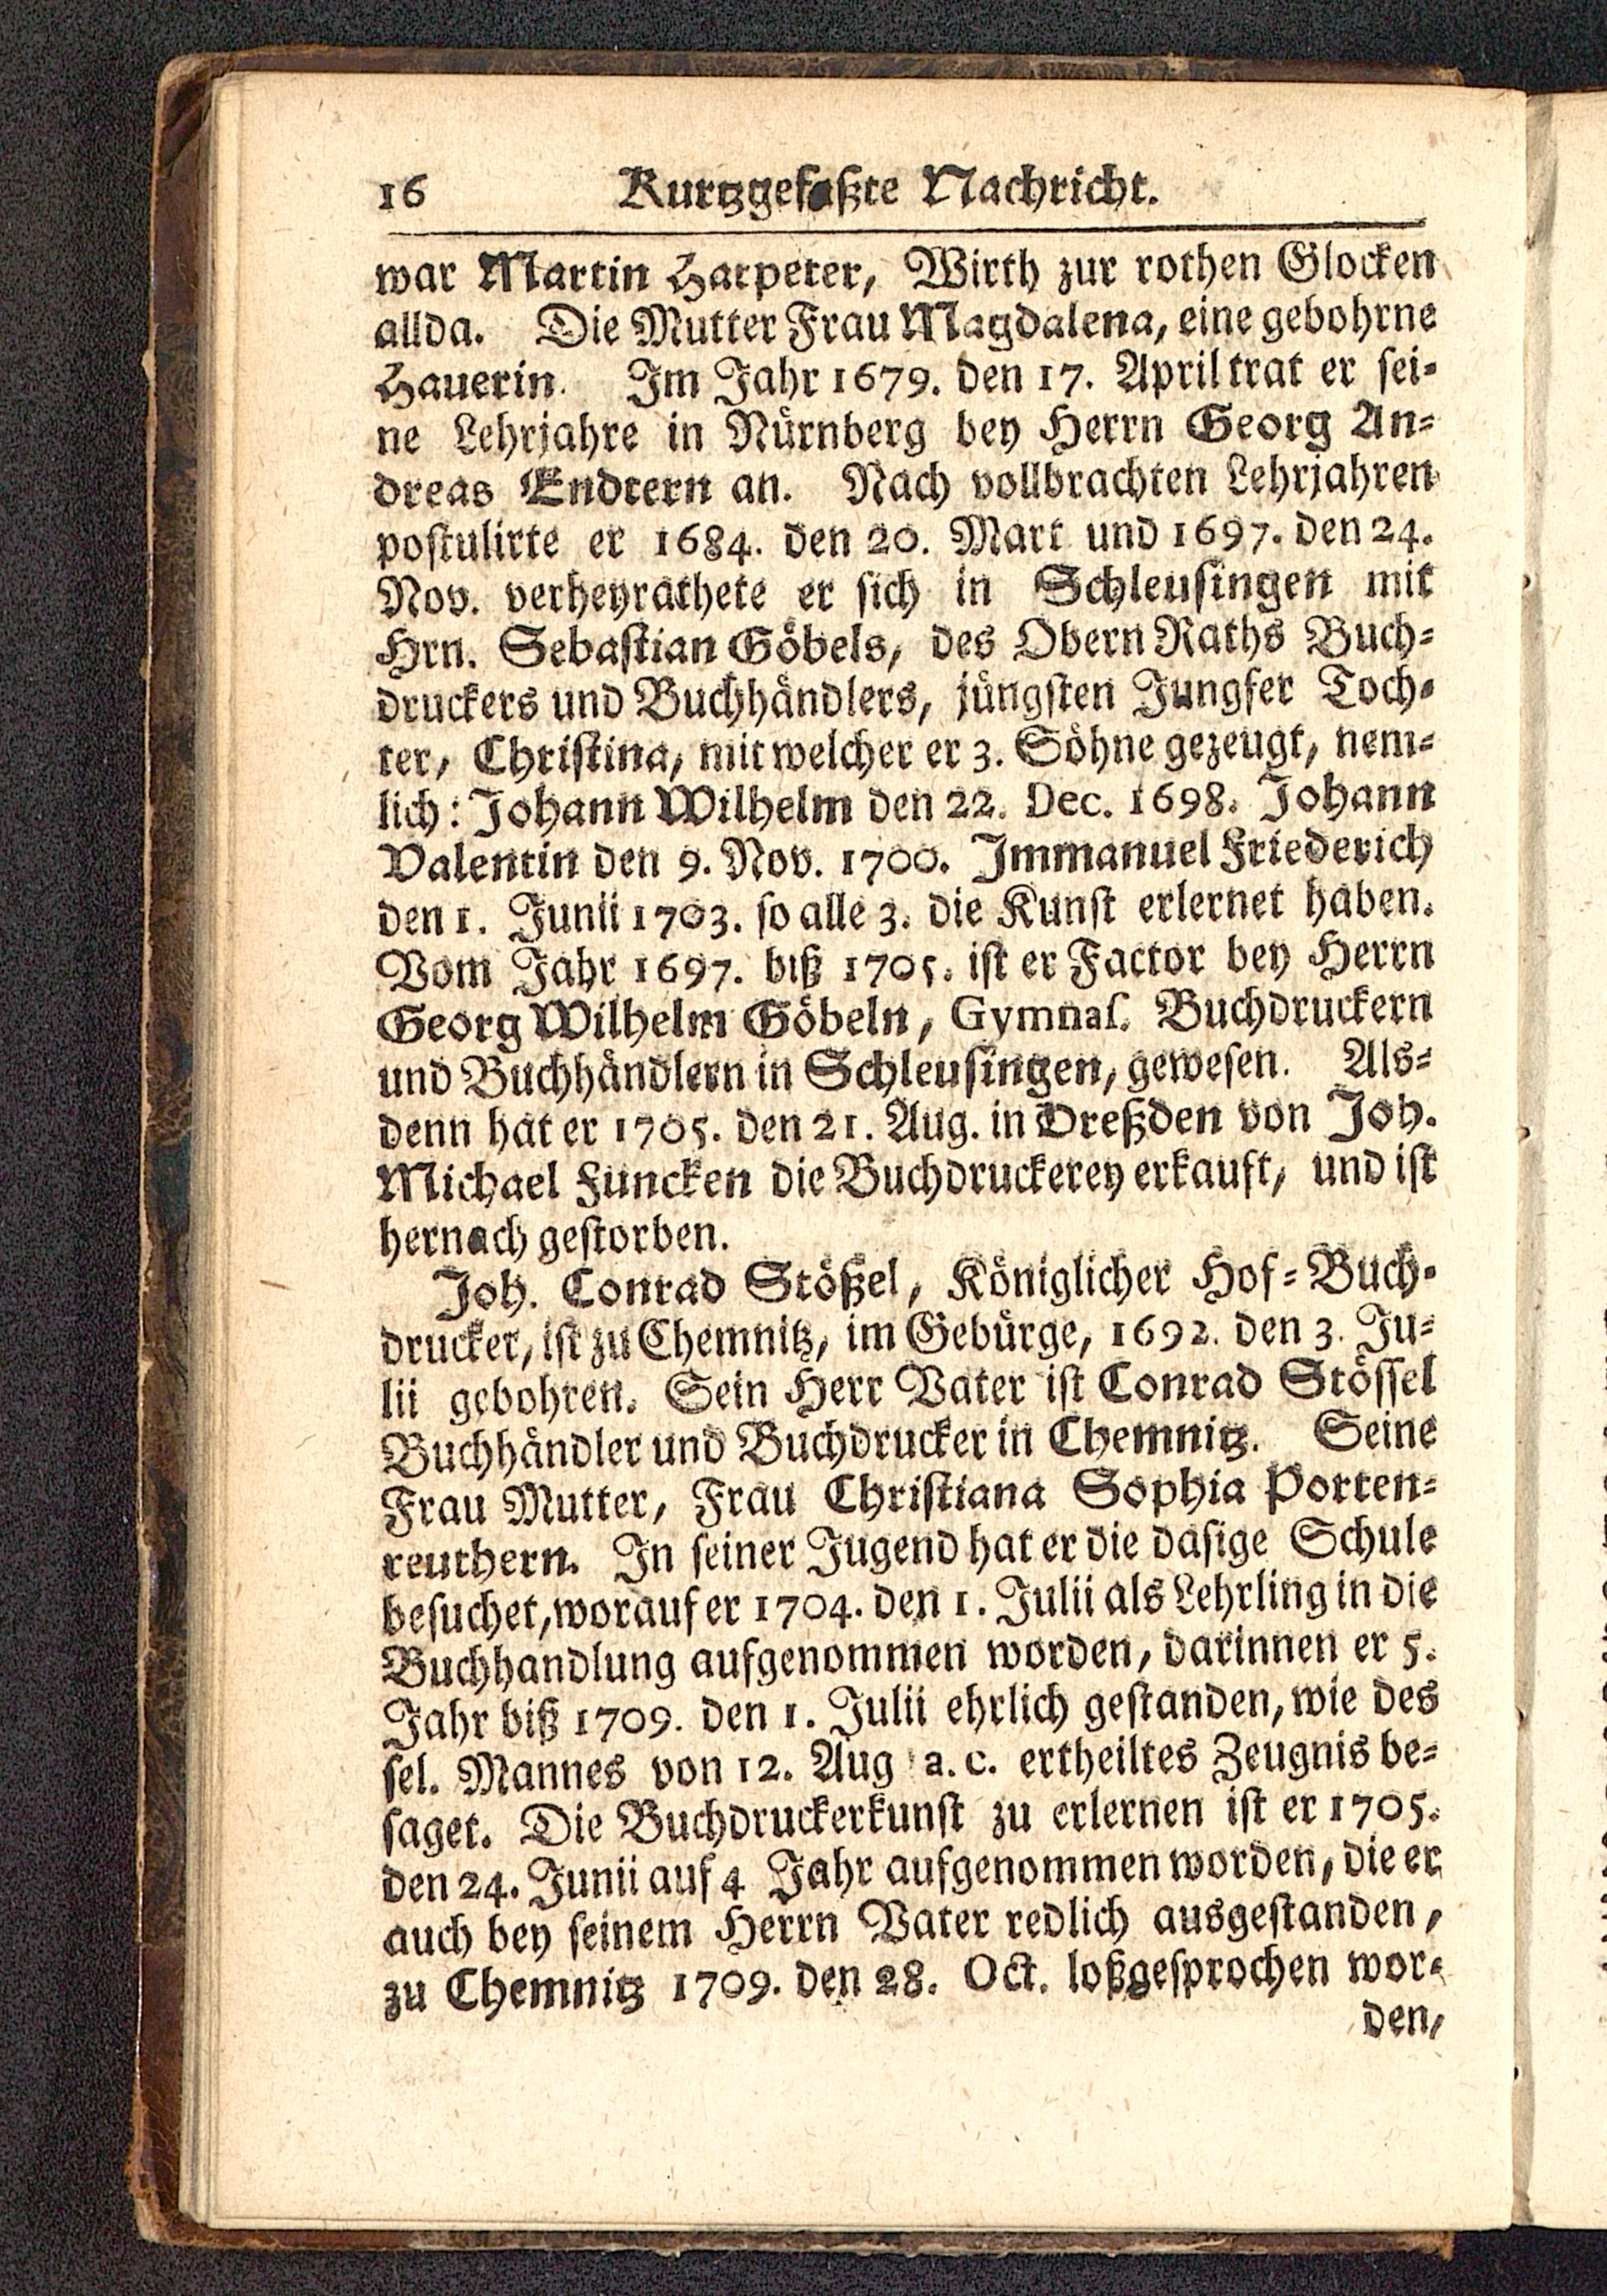 16 Kurtzgefaßte Nachricht.
war Martin Harpeter, Wirth zur rothen Glocken
allda. Die Mutter Frau Magdalena, eine gebohrne
Hauerin. Im Jahr 1679. den 17. April trat er sei-
ne Lehrjahre in Nürnberg bey Herrn Georg An-
dreas Endtern an. Nach vollbrachten Lehrjahren
postulirte er 1684. den 20. Mart und 1697. den 24.
Nov. verheyrathete er sich in Schleusingen mit
Hrn. Sebastian Göbels, des Obern Raths Buch-
druckers und Buchhändlers, jüngsten Jungfer Toch-
ter, Christina, mit welcher er 3. Söhne gezeugt, nem-
lich: Johann Wilhelm den 22. Dec. 1698. Johann
Valentin den 9. Nov. 1700. Immanuel Friederich
den 1. Junii 1703. so alle 3. die Kunst erlernet haben.
Vom Jahr 1697. biß 1705. ist er Factor bey Herrn
Georg Wilhelm Göbeln, Gymnas. Buchdruckern
und Buchhändlern in Schleusingen, gewesen. Als-
denn hat er 1705. den 21. Aug. in Dreßden von Joh.
Michael Funcken die Buchdruckerey erkauft, und ist
hernach gestorben.
Joh. Conrad Stößel, Königlicher Hof-Buch-
drucker, ist zu Chemnitz, im Gebürge, 1692. den 3. Ju-
lii gebohren. Sein Herr Vater ist Conrad Stössel
Buchhändler und Buchdrucker in Chemnitz. Seine
Frau Mutter, Frau Christiana Sophia Porten-
reuthern. In seiner Jugend hat er die dasige Schule
besuchet, worauf er 1704. den 1. Julii als Lehrling in die
Buchhandlung aufgenommen worden, darinnen er 5.
Jahr biß 1709. den 1. Julii ehrlich gestanden, wie des
sel. Mannes von 12. Aug a. c. ertheiltes Zeugnis be-
saget. Die Buchdruckerkunst zu erlernen ist er 1705.
den 24. Junii auf 4 Jahr aufgenommen worden, die er
auch bey seinem Herrn Vater redlich ausgestanden,
zu Chemnitz 1709. den 28. Oct. loßgesprochen wor-
den,